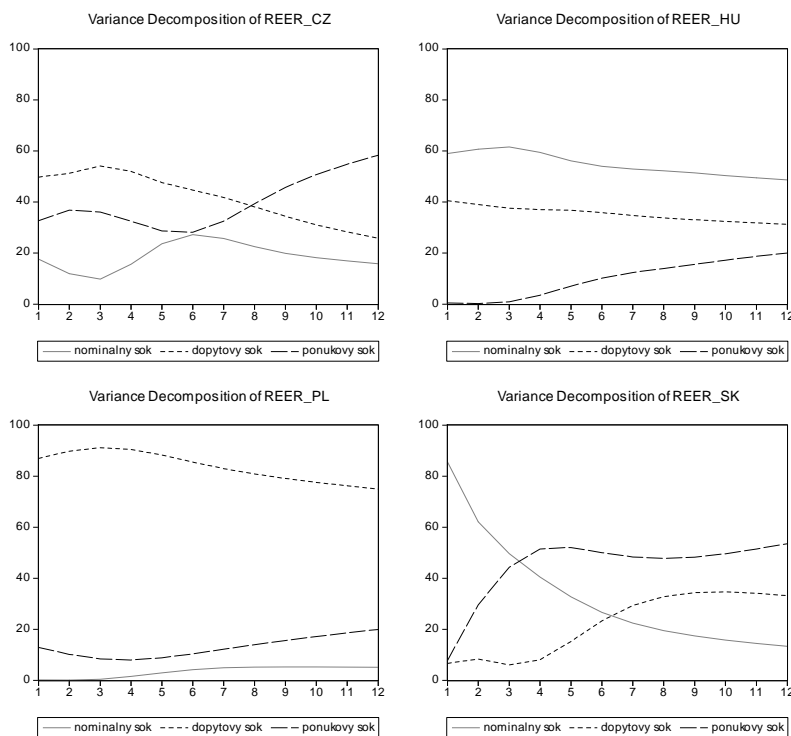 Variance Decomposition of REER_CZ
100
80
60
40
20
0
1 2 3 4 5 6 7 8 9 10 11 12
nominalny sok dopytovy sok ponukovy sok
Variance Decomposition of REER_HU
100
80
60
40
20
0
1 2 3 4 5 6 7 8 9 10 11 12
nominalny sok dopytovy sok ponukovy sok
Variance Decomposition of REER_PL
100
80
60
40
20
0
1 2 3 4 5 6 7 8 9 10 11 12
nominalny sok dopytovy sok ponukovy sok
Variance Decomposition of REER_SK
100
80
60
40
20
0
1 2 3 4 5 6 7 8 9 10 11 12
nominalny sok dopytovy sok ponukovy sok